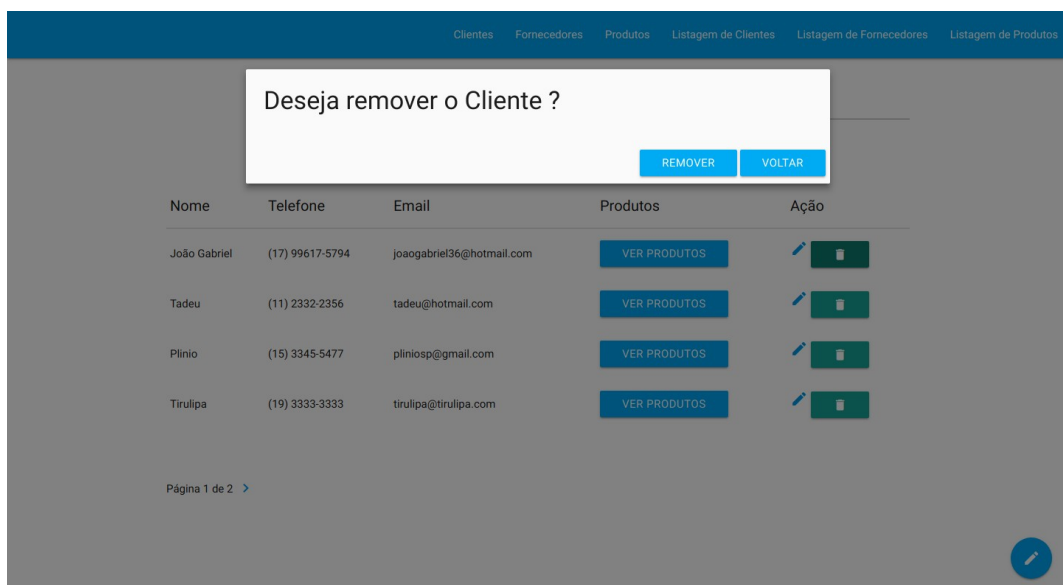 Clientes Fornecedores Produtos Listagem de Clientes Listagem de Fornecedores Listagem de Produtos
Deseja remover o Cliente ?
REMOVER VOLTAR
Nome Telefone Email Produtos Ação
João Gabriel (17) 99617-5794 joaogabriel36@hotmail.com VER PRODUTOS
Tadeu (11) 2332-2356 tadeu@hotmail.com VER PRODUTOS
Plinio (15) 3345-5477 pliniosp@gmail.com VER PRODUTOS
Tirulipa (19) 3333-3333 tirulipa@tirulipa.com VER PRODUTOS
Página 1 de 2